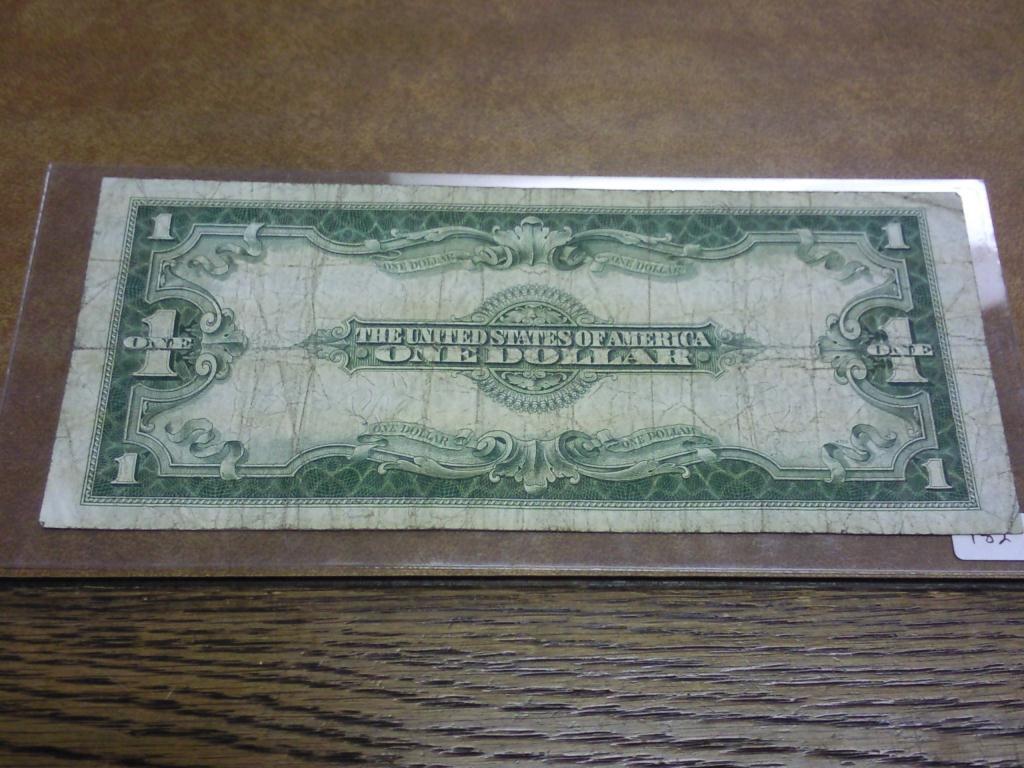 1 1
ONE DOLLAR ONE DOLLAR
THE UNITED STATES OF AMERICA
1 ONE ONE DOLLAR 1 ONE
ONE DOLLAR ONE DOLLAR
1 1